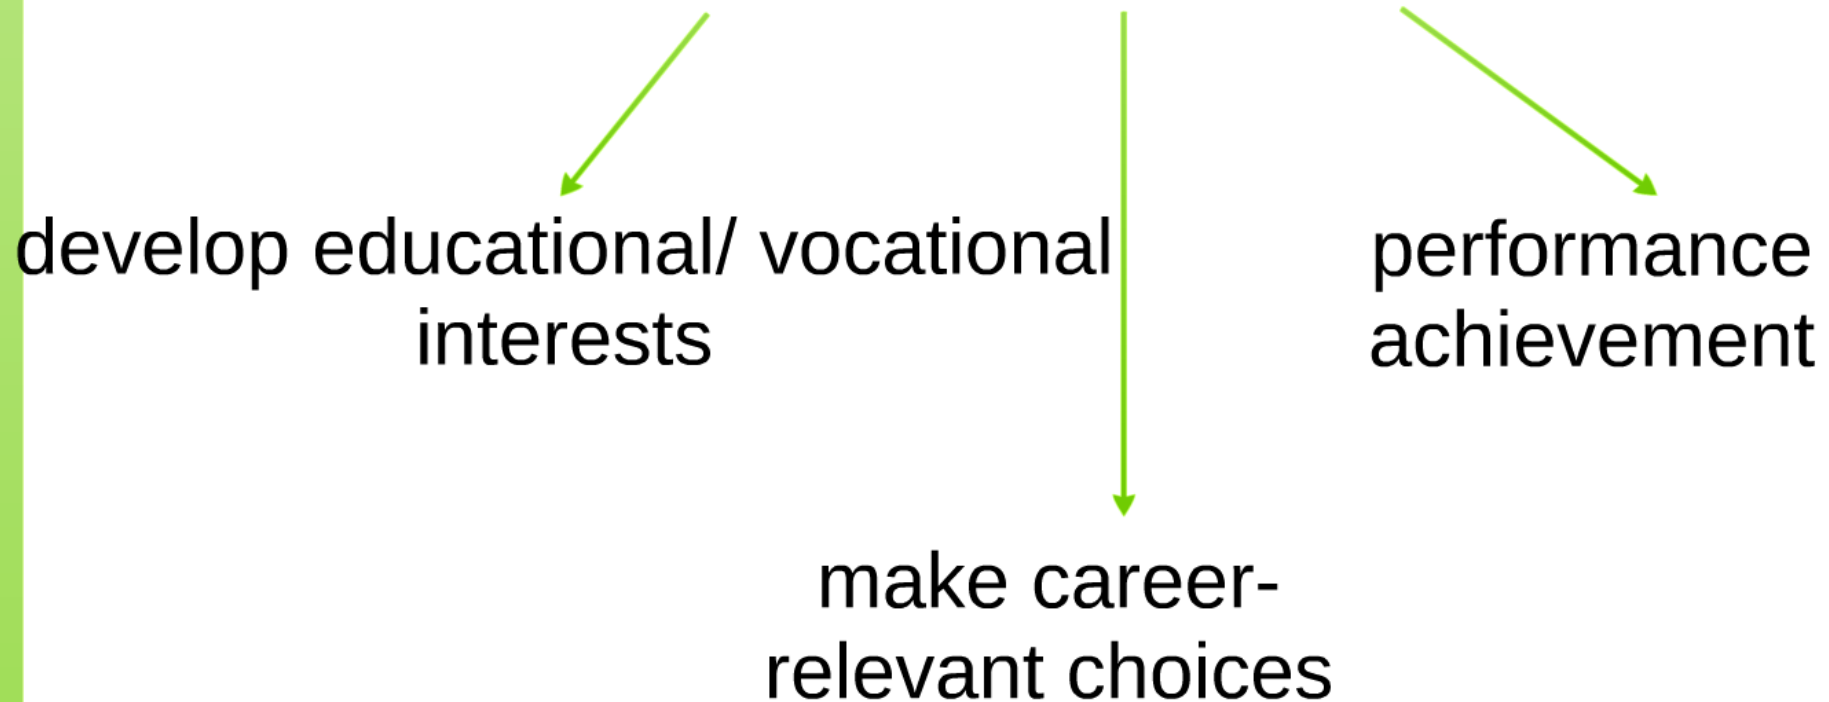 develop educational/ vocational
interests
performance
achievement
make career-
relevant choices